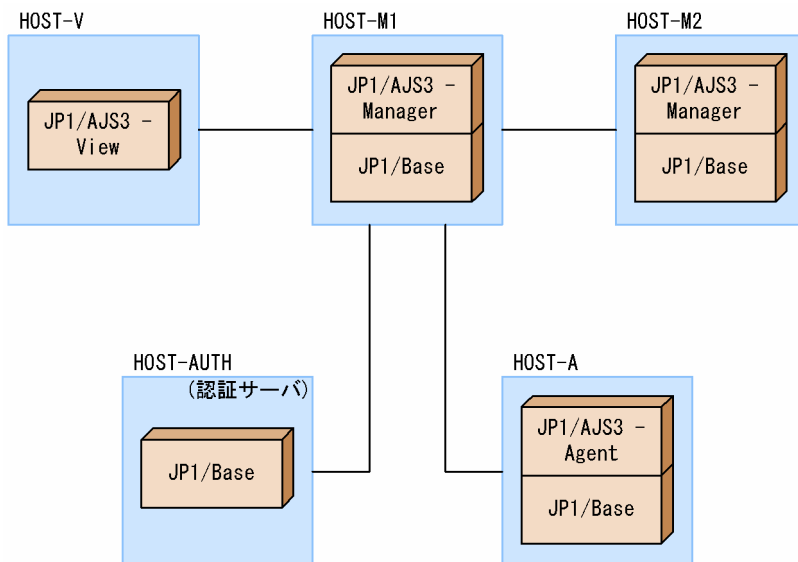 HOST-V
JP1/AJS3 -
View
HOST-M1
JP1/AJS3 -
Manager
JP1/Base
HOST-M2
JP1/AJS3 -
Manager
JP1/Base
HOST-AUTH
(認証サーバ)
JP1/Base
HOST-A
JP1/AJS3 -
Agent
JP1/Base